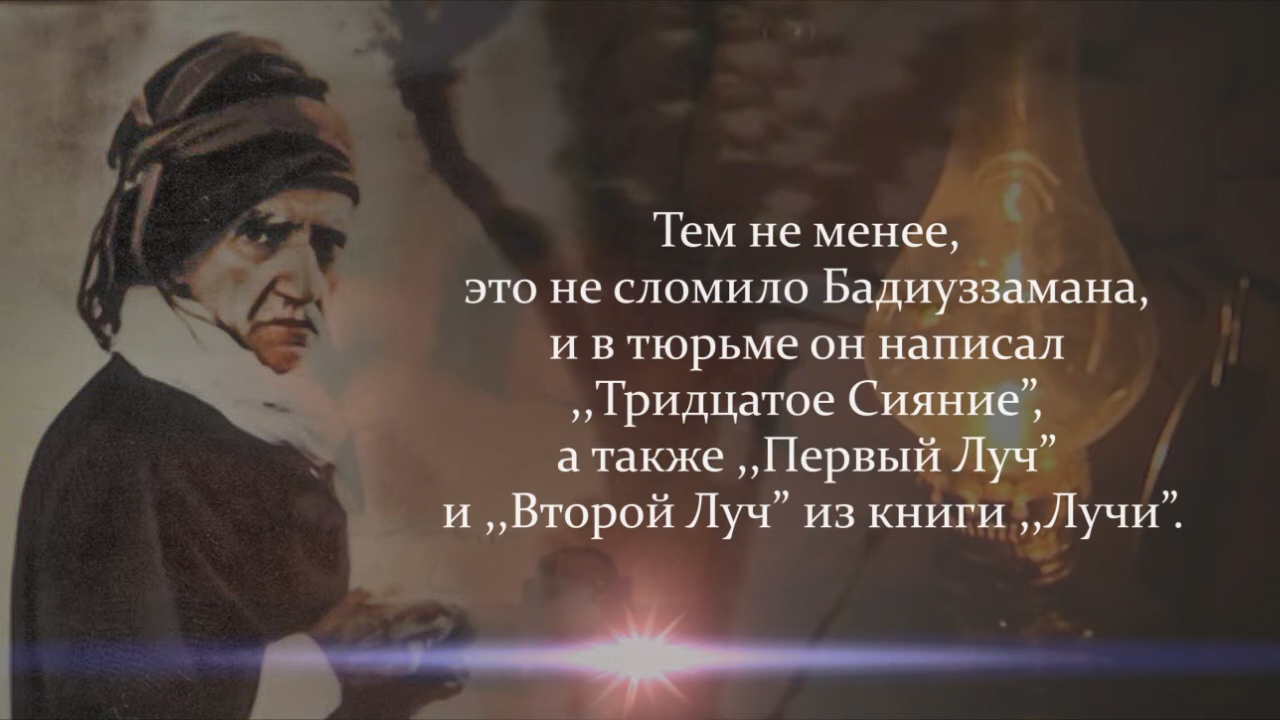 Тем не менее,
это не сломило Бадиуззамана,
и в тюрьме он написал
,,Тридцатое Сияние”,
а также ,,Первый Луч”
и ,,Второй Луч” из книги ,,Лучи”.